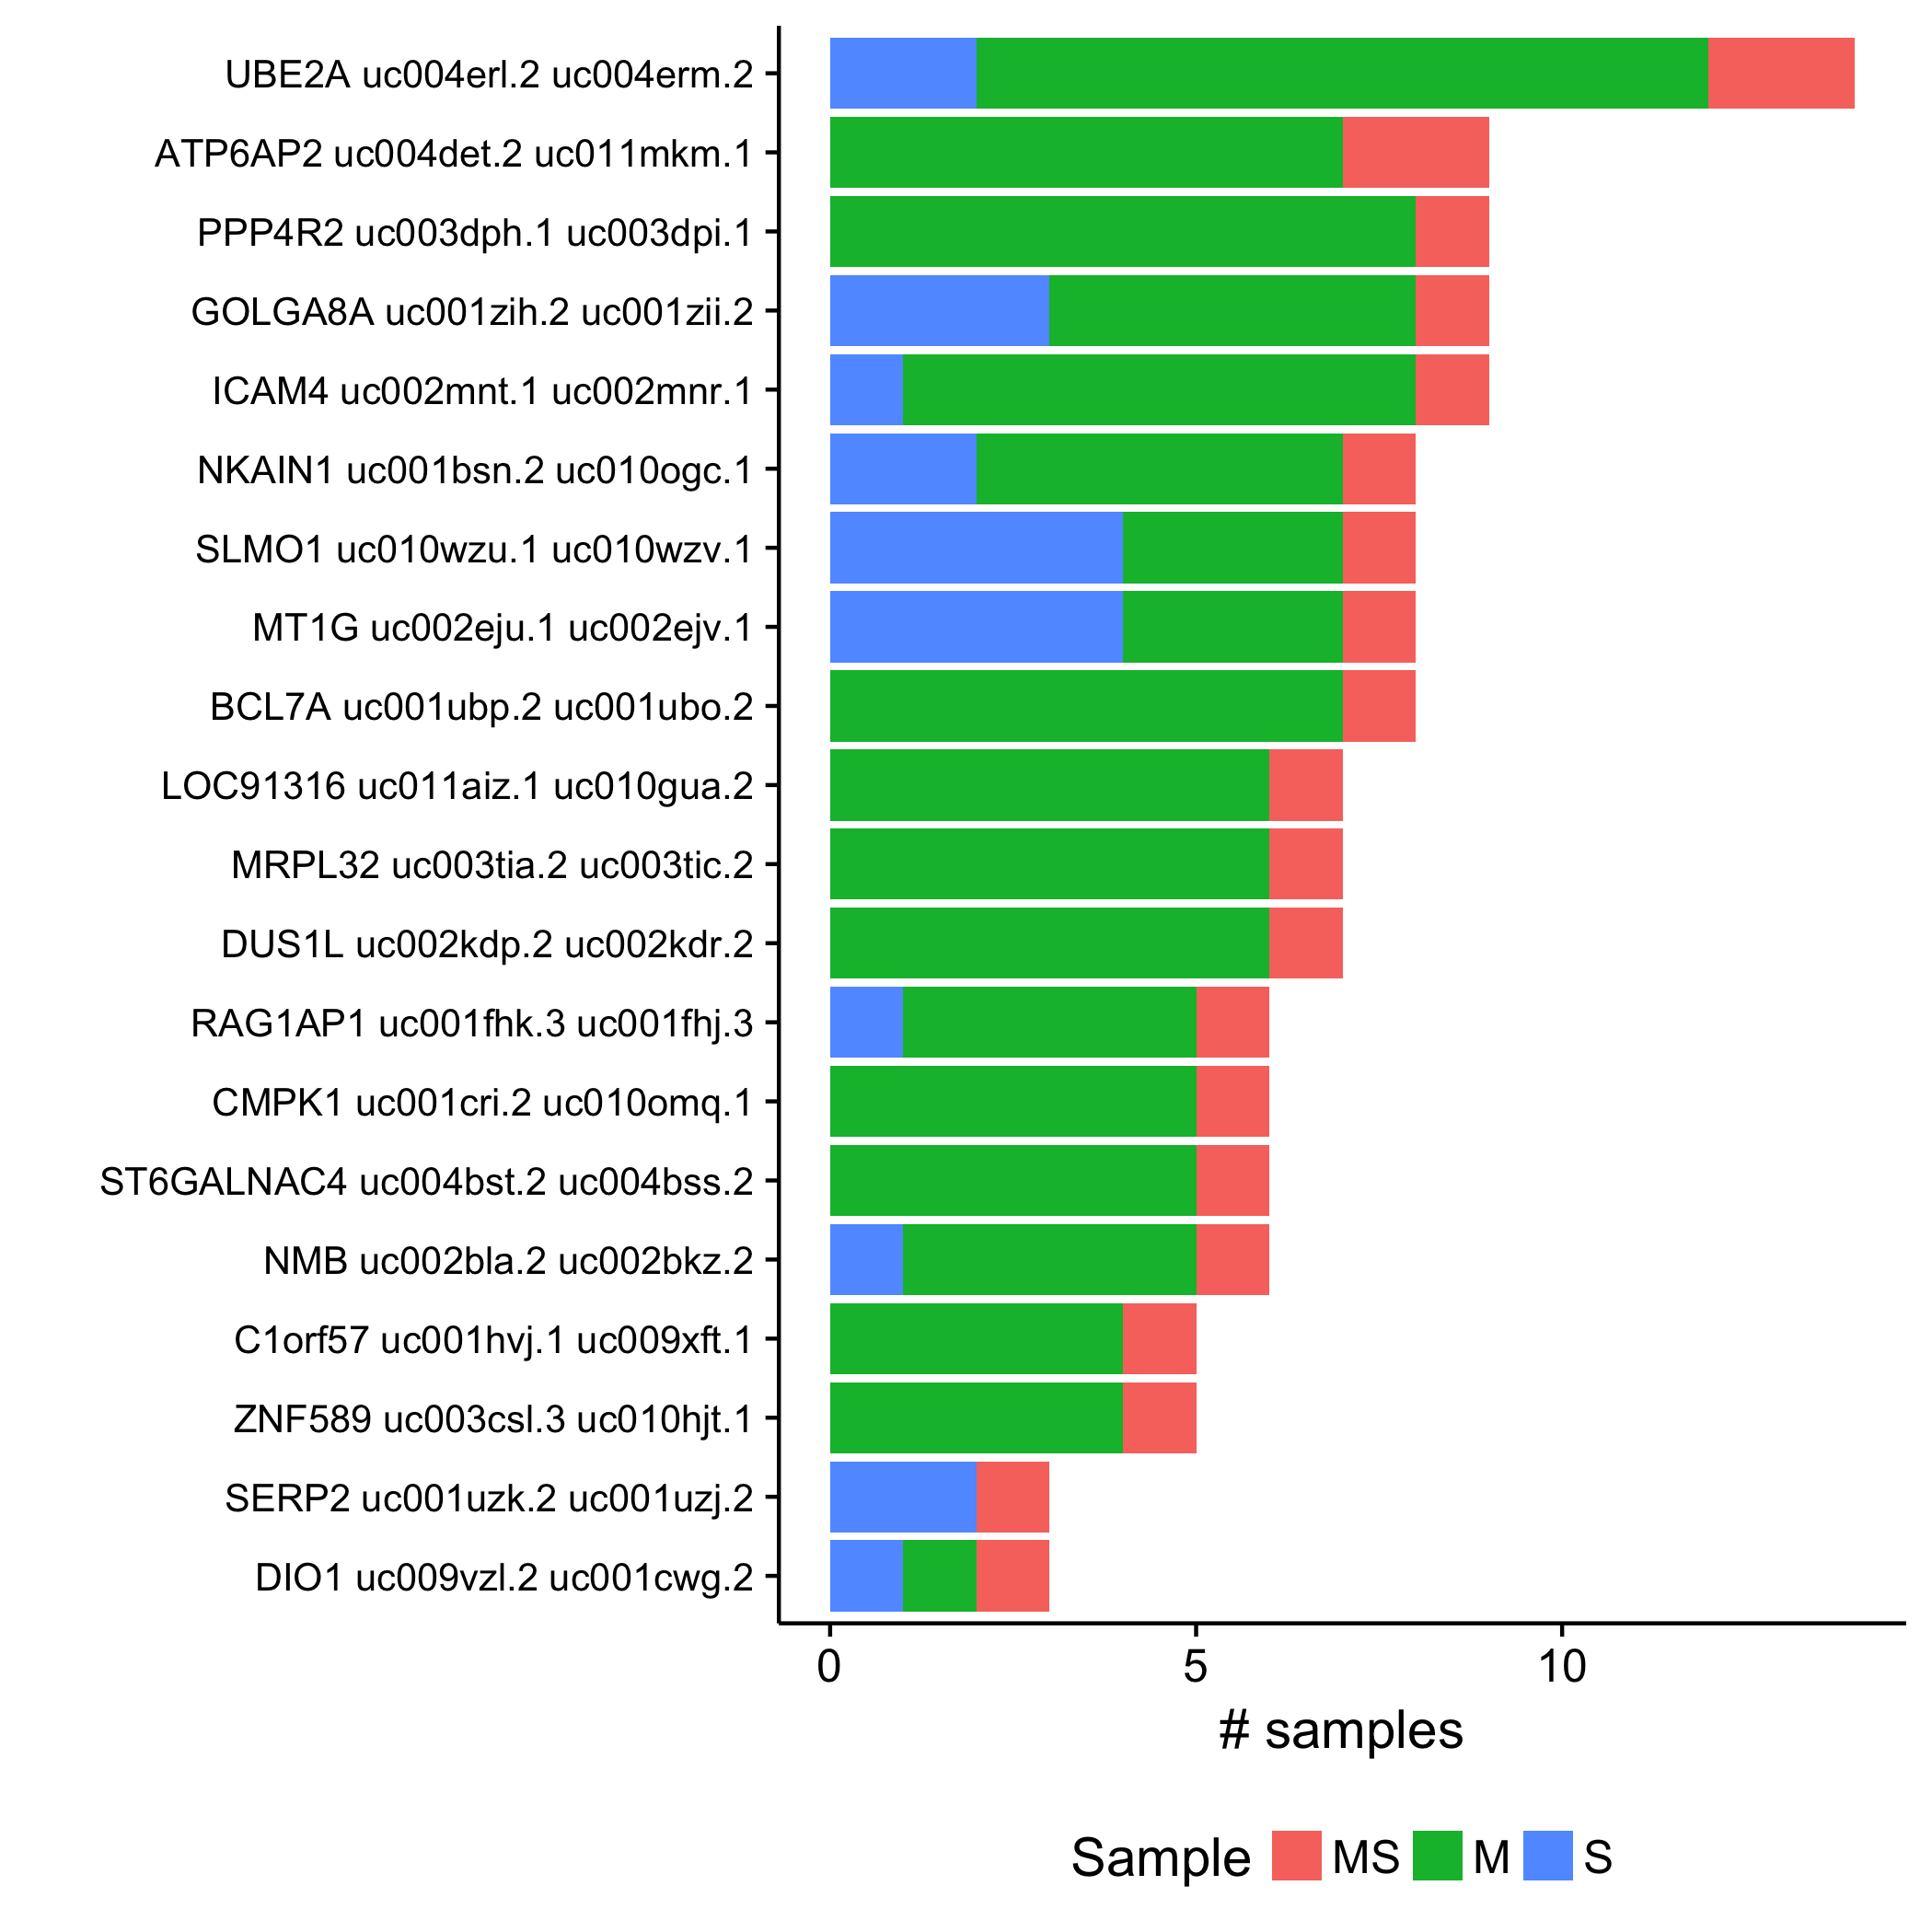 UBE2A uc004erl.2 uc004erm.2
ATP6AP2 uc004det.2 uc011mkm.1
PPP4R2 uc003dph.1 uc003dpi.1
GOLGA8A uc001zih.2 uc001zii.2
ICAM4 uc002mnt.1 uc002mnr.1
NKAIN1 uc001bsn.2 uc010ogc.1
SLMO1 uc010wzu.1 uc010wzv.1
MT1G uc002eju.1 uc002ejv.1
BCL7A uc001ubp.2 uc001ubo.2
LOC91316 uc011aiz.1 uc010gua.2
MRPL32 uc003tia.2 uc003tic.2
DUS1L uc002kdp.2 uc002kdr.2
RAG1AP1 uc001fhk.3 uc001fhj.3
CMPK1 uc001cri.2 uc010omq.1
ST6GALNAC4 uc004bst.2 uc004bss.2
NMB uc002bla.2 uc002bkz.2
C1orf57 uc001hvj.1 uc009xft.1
ZNF589 uc003csl.3 uc010hjt.1
SERP2 uc001uzk.2 uc001uzj.2
DIO1 uc009vzl.2 uc001cwg.2
0 5 10
# samples
Sample MS M S